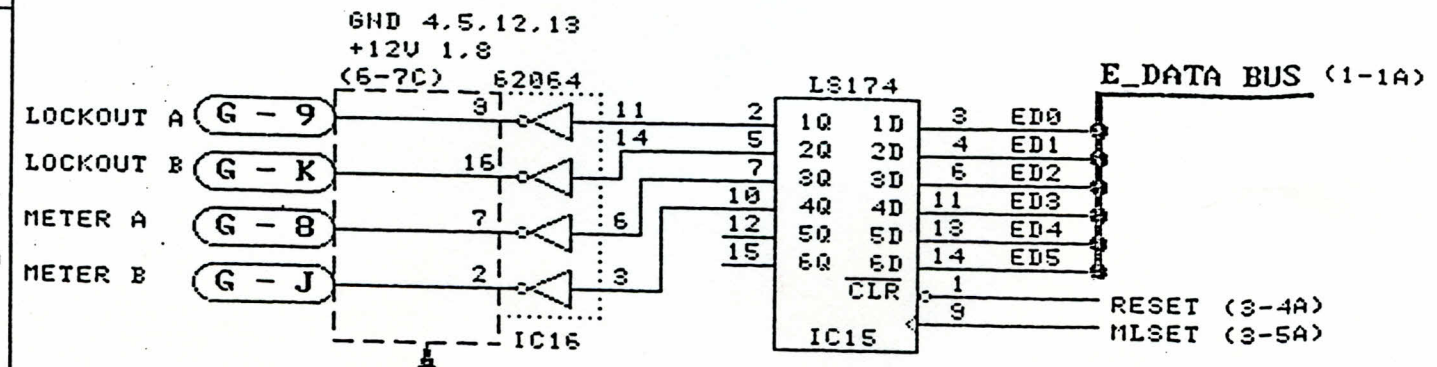 GND 4,5,12,13
+12V 1,8
(6-7C) 62064
LS174
E_DATA BUS (1-1A)
LOCKOUT A G - 9 9 11 2 1Q 1D 3 ED0
LOCKOUT B G - K 16 14 5 2Q 2D 4 ED1
METER A G - 8 7 6 7 3Q 3D 6 ED2
METER B G - J 2 3 10 4Q 4D 11 ED3
12 5Q 5D 13 ED4
15 6Q 6D 14 ED5
CLR 1 RESET (3-4A)
9 MLSET (3-5A)
IC16
IC15